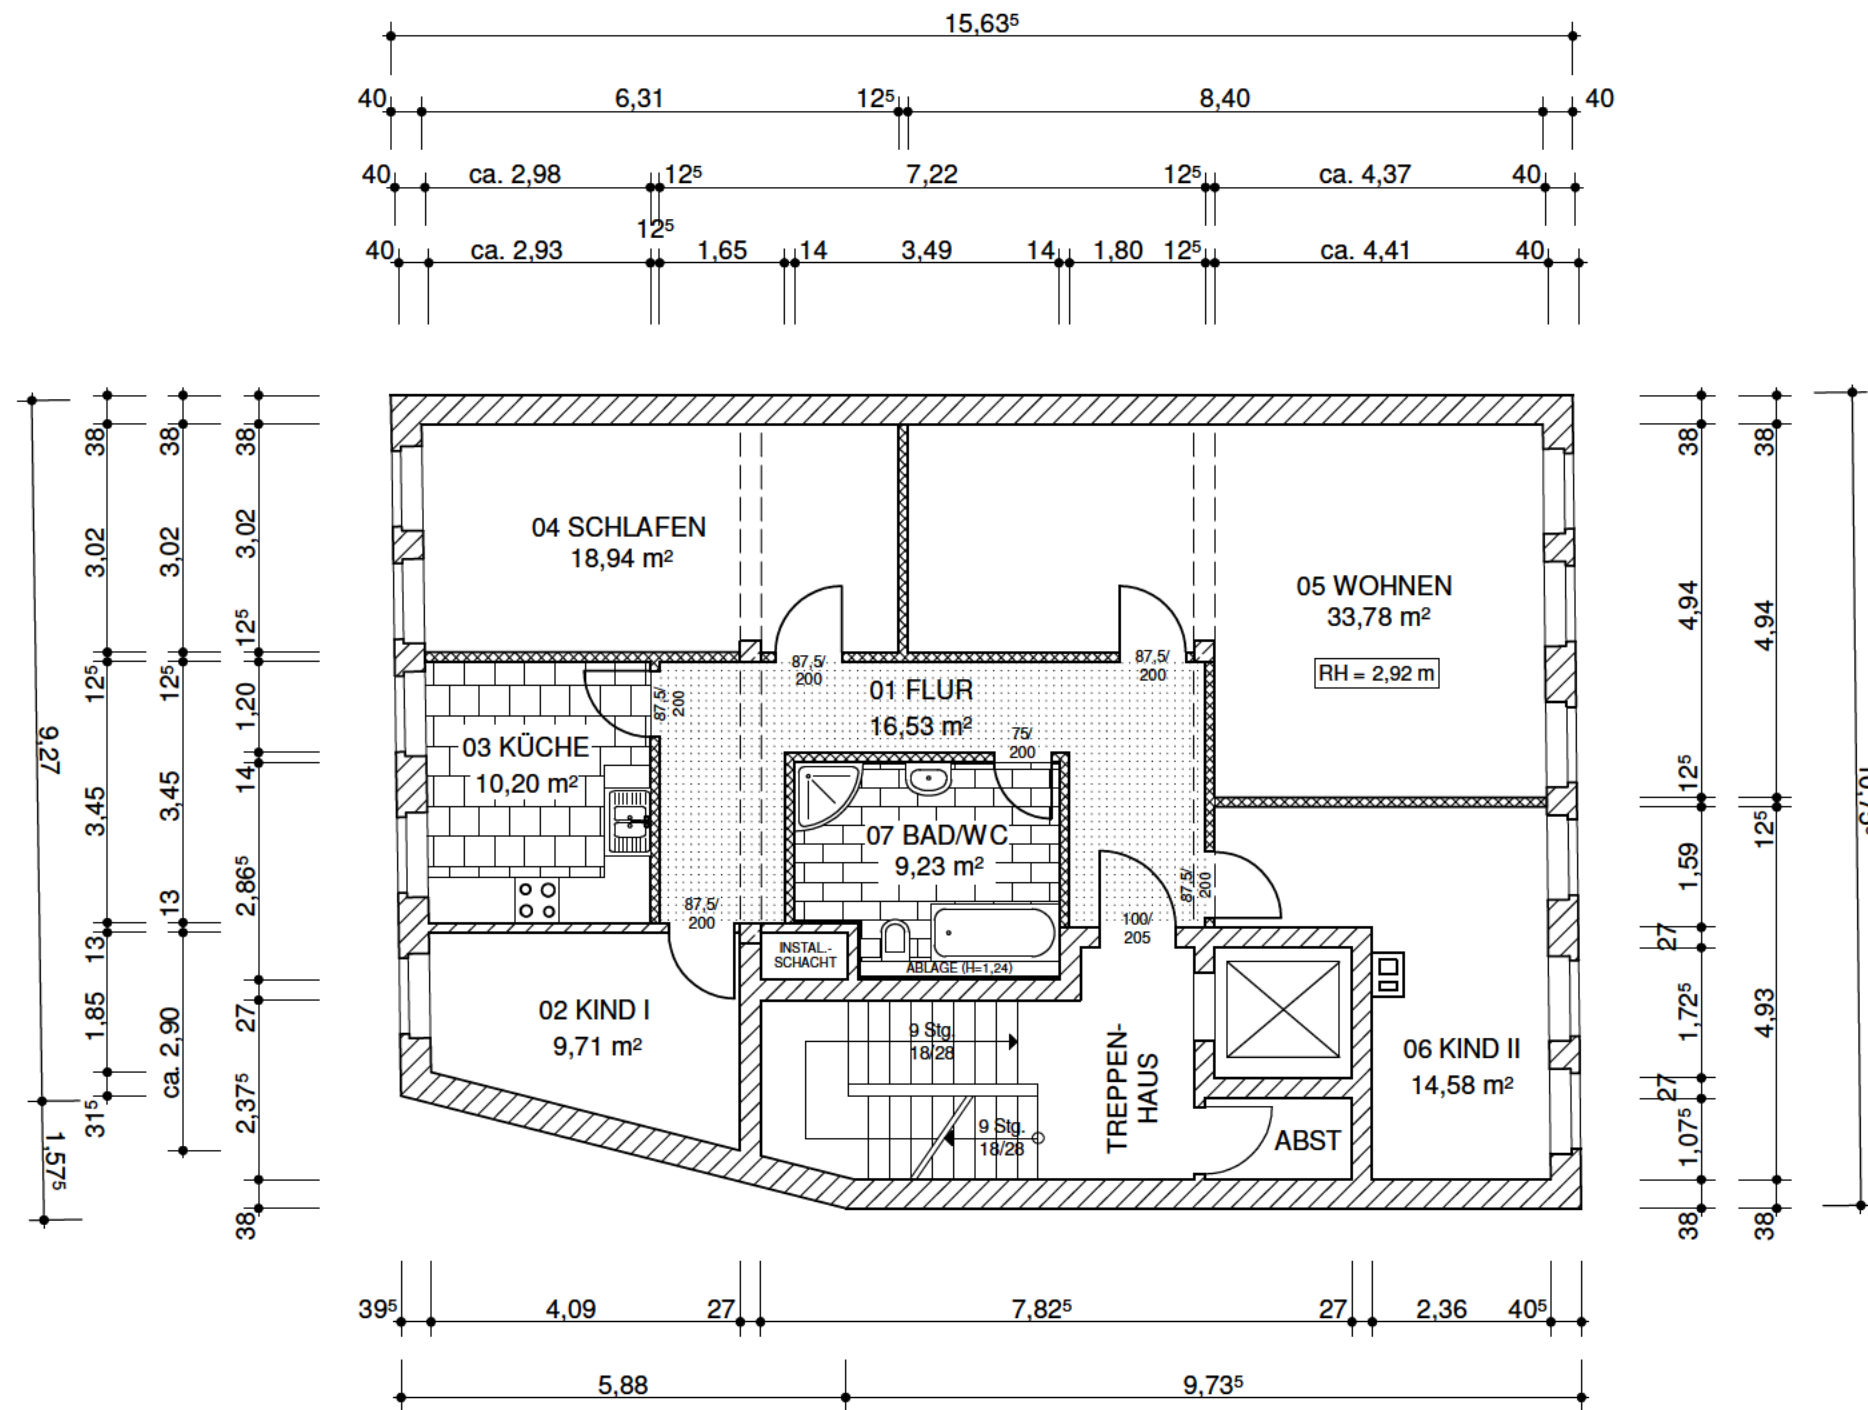 15,63⁵
40 6,31 12⁵ 8,40 40
40 ca. 2,98 12⁵ 7,22 12⁵ ca. 4,37 40
12⁵
40 ca. 2,93 1,65 14 3,49 14 1,80 12⁵ ca. 4,41 40
9,27
1,57⁵
38
3,02
12⁵
3,45
13
1,85
31⁵
38
3,02
12⁵
3,45
13
ca. 2,90
38
3,02
12⁵
1,20
14
2,86⁵
27
2,37⁵
38
04 SCHLAFEN
18,94 m²
05 WOHNEN
33,78 m²
RH = 2,92 m
87,5/
200
87,5/
200
87,5/
200
01 FLUR
16,53 m²
75/
200
03 KÜCHE
10,20 m²
07 BAD/WC
9,23 m²
87,5/
200
87,5/
200
100/
205
INSTAL.-
SCHACHT
ABLAGE (H=1,24)
02 KIND I
9,71 m²
9 Stg.
18/28
9 Stg.
18/28
TREPPEN-
HAUS
ABST
06 KIND II
14,58 m²
38
4,94
12⁵
1,59
27
1,72⁵
27
1,07⁵
38
38
4,94
12⁵
4,93
38
39⁵ 4,09 27 7,82⁵ 27 2,36 40⁵
5,88 9,73⁵